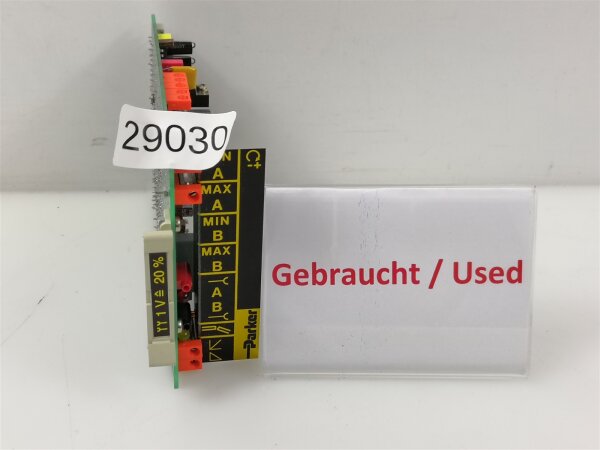 29030
A
MAX
A
MIN
B
MAX
B
A
B
Parker
YY 1 V ≙ 20 %
Gebraucht / Used